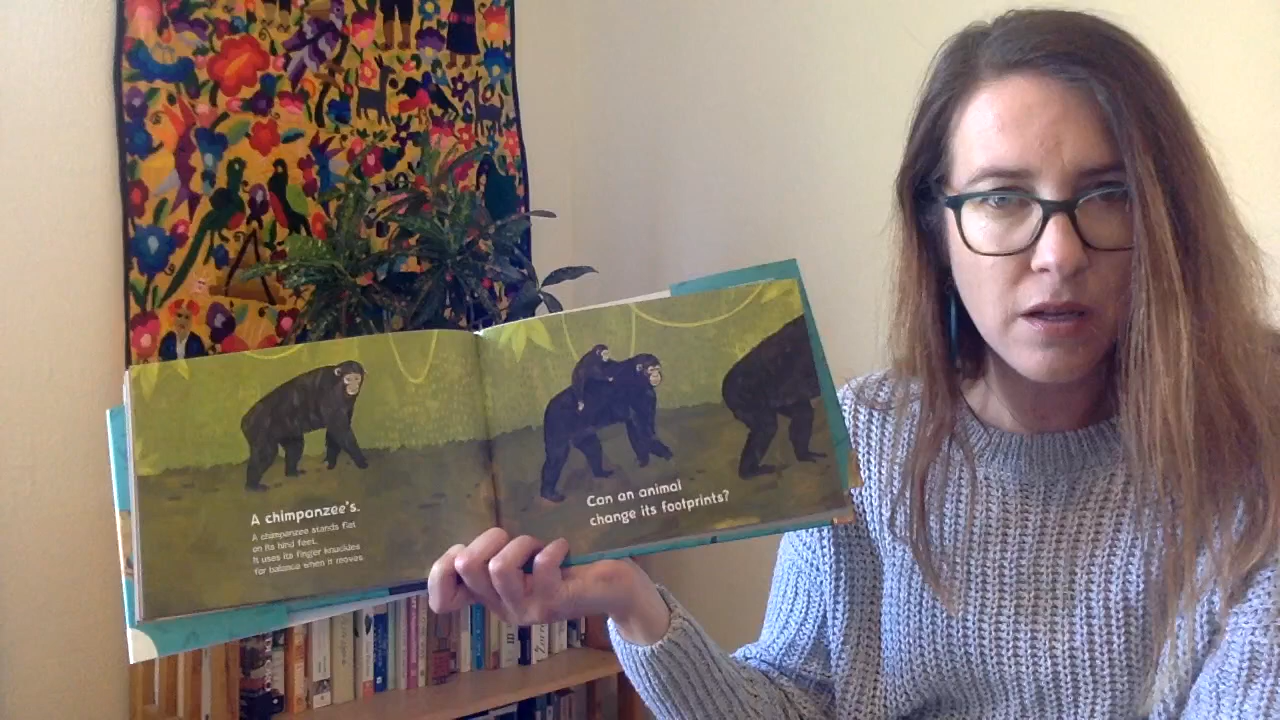 A chimpanzee's.
A chimpanzee stands flat
on its hind feet.
It uses its finger knuckles
for balance when it moves
Can an animal
change its footprints?